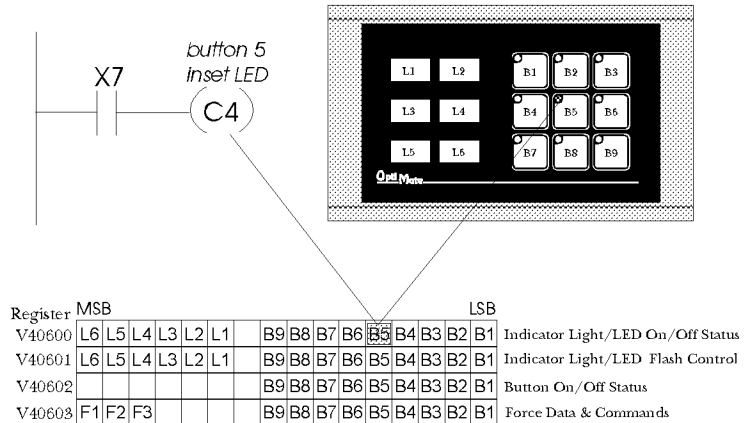 button 5
inset LED
X7
C4
L1 L2 B1 B2 B3
L3 L4 B4 B5 B6
L5 L6 B7 B8 B9
Opti Mate
Register MSB LSB
V40600 L6 L5 L4 L3 L2 L1 B9 B8 B7 B6 B5 B4 B3 B2 B1 Indicator Light/LED On/Off Status
V40601 L6 L5 L4 L3 L2 L1 B9 B8 B7 B6 B5 B4 B3 B2 B1 Indicator Light/LED Flash Control
V40602 B9 B8 B7 B6 B5 B4 B3 B2 B1 Button On/Off Status
V40603 F1 F2 F3 B9 B8 B7 B6 B5 B4 B3 B2 B1 Force Data & Commands